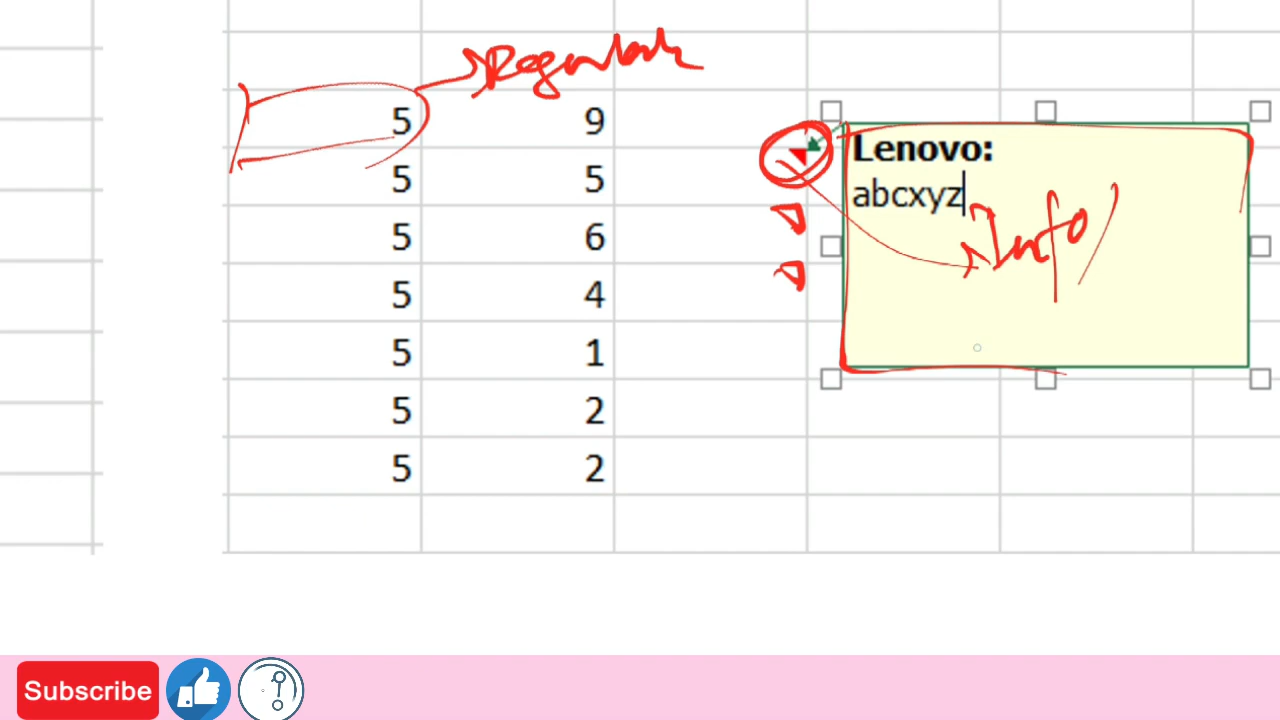 5 9
Lenovo:
5 5
abcxyz
Info
5 6
5 4
5 1
5 2
5 2
Subscribe